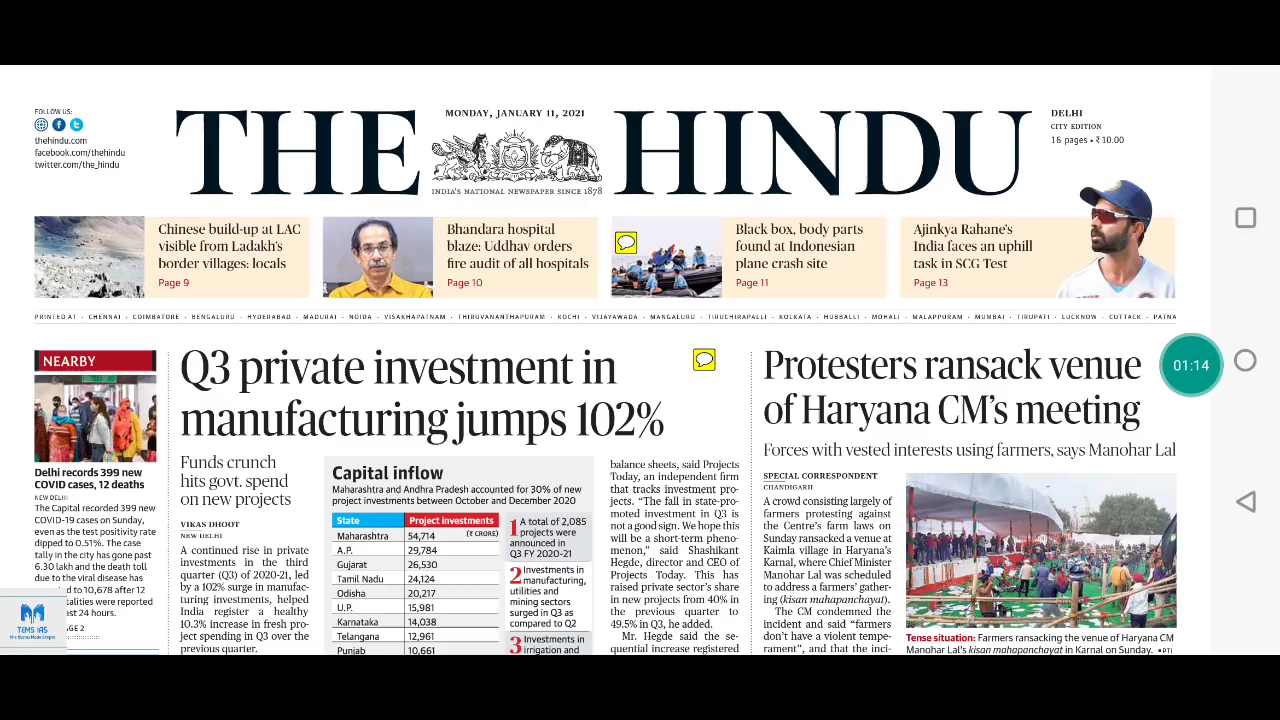 FOLLOW US:
thehindu.com
facebook.com/thehindu
twitter.com/the_hindu
MONDAY, JANUARY 11, 2021
THE HINDU
INDIA'S NATIONAL NEWSPAPER SINCE 1878
DELHI
CITY EDITION
16 pages • ₹10.00
Chinese build-up at LAC
visible from Ladakh's
border villages: locals
Page 9
Bhandara hospital
blaze: Uddhav orders
fire audit of all hospitals
Page 10
Black box, body parts
found at Indonesian
plane crash site
Page 11
Ajinkya Rahane's
India faces an uphill
task in SCG Test
Page 13
PRINTED AT • CHENNAI • COIMBATORE • BENGALURU • HYDERABAD • MADURAI • NOIDA • VISAKHAPATNAM • THIRUVANANTHAPURAM • KOCHI • VIJAYAWADA • MANGALURU • TIRUCHIRAPALLI • KOLKATA • HUBBALLI • MOHALI • MALAPPURAM • MUMBAI • TIRUPATI • LUCKNOW • CUTTACK • PATNA
NEARBY
Delhi records 399 new
COVID cases, 12 deaths
NEW DELHI
The Capital recorded 399 new
COVID-19 cases on Sunday,
even as the test positivity rate
dipped to 0.51%. The case
tally in the city has gone past
6.30 lakh and the death toll
due to the viral disease has
d to 10,678 after 12
talities were reported
st 24 hours.
AGE 2
TEMS IAS
Q3 private investment in
manufacturing jumps 102%
Funds crunch
hits govt. spend
on new projects
VIKAS DHOOT
NEW DELHI
A continued rise in private
investments in the third
quarter (Q3) of 2020-21, led
by a 102% surge in manufac-
turing investments, helped
India register a healthy
10.3% increase in fresh pro-
ject spending in Q3 over the
previous quarter.
Capital inflow
Maharashtra and Andhra Pradesh accounted for 30% of new
project investments between October and December 2020
State Project investments
Maharashtra 54,714 (₹ CRORE)
A.P. 29,784
Gujarat 26,530
Tamil Nadu 24,124
Odisha 20,217
U.P. 15,981
Karnataka 14,038
Telangana 12,961
Punjab 10,661
1 A total of 2,085
projects were
announced in
Q3 FY 2020-21
2 Investments in
manufacturing,
utilities and
mining sectors
surged in Q3 as
compared to Q2
3 Investments in
irrigation and
balance sheets, said Projects
Today, an independent firm
that tracks investment pro-
jects. “The fall in state-pro-
moted investment in Q3 is
not a good sign. We hope this
will be a short-term pheno-
menon,” said Shashikant
Hegde, director and CEO of
Projects Today. This has
raised private sector's share
in new projects from 40% in
the previous quarter to
49.5% in Q3, he added.
Mr. Hegde said the se-
quential increase registered
Protesters ransack venue
of Haryana CM's meeting
Forces with vested interests using farmers, says Manohar Lal
SPECIAL CORRESPONDENT
CHANDIGARH
A crowd consisting largely of
farmers protesting against
the Centre's farm laws on
Sunday ransacked a venue at
Kaimla village in Haryana's
Karnal, where Chief Minister
Manohar Lal was scheduled
to address a farmers' gather-
ing (kisan mahapanchayat).
The CM condemned the
incident and said “farmers
don't have a violent tempe-
rament”, and that the inci-
Tense situation: Farmers ransacking the venue of Haryana CM
Manohar Lal's kisan mahapanchayat in Karnal on Sunday. ■PTI
01:14